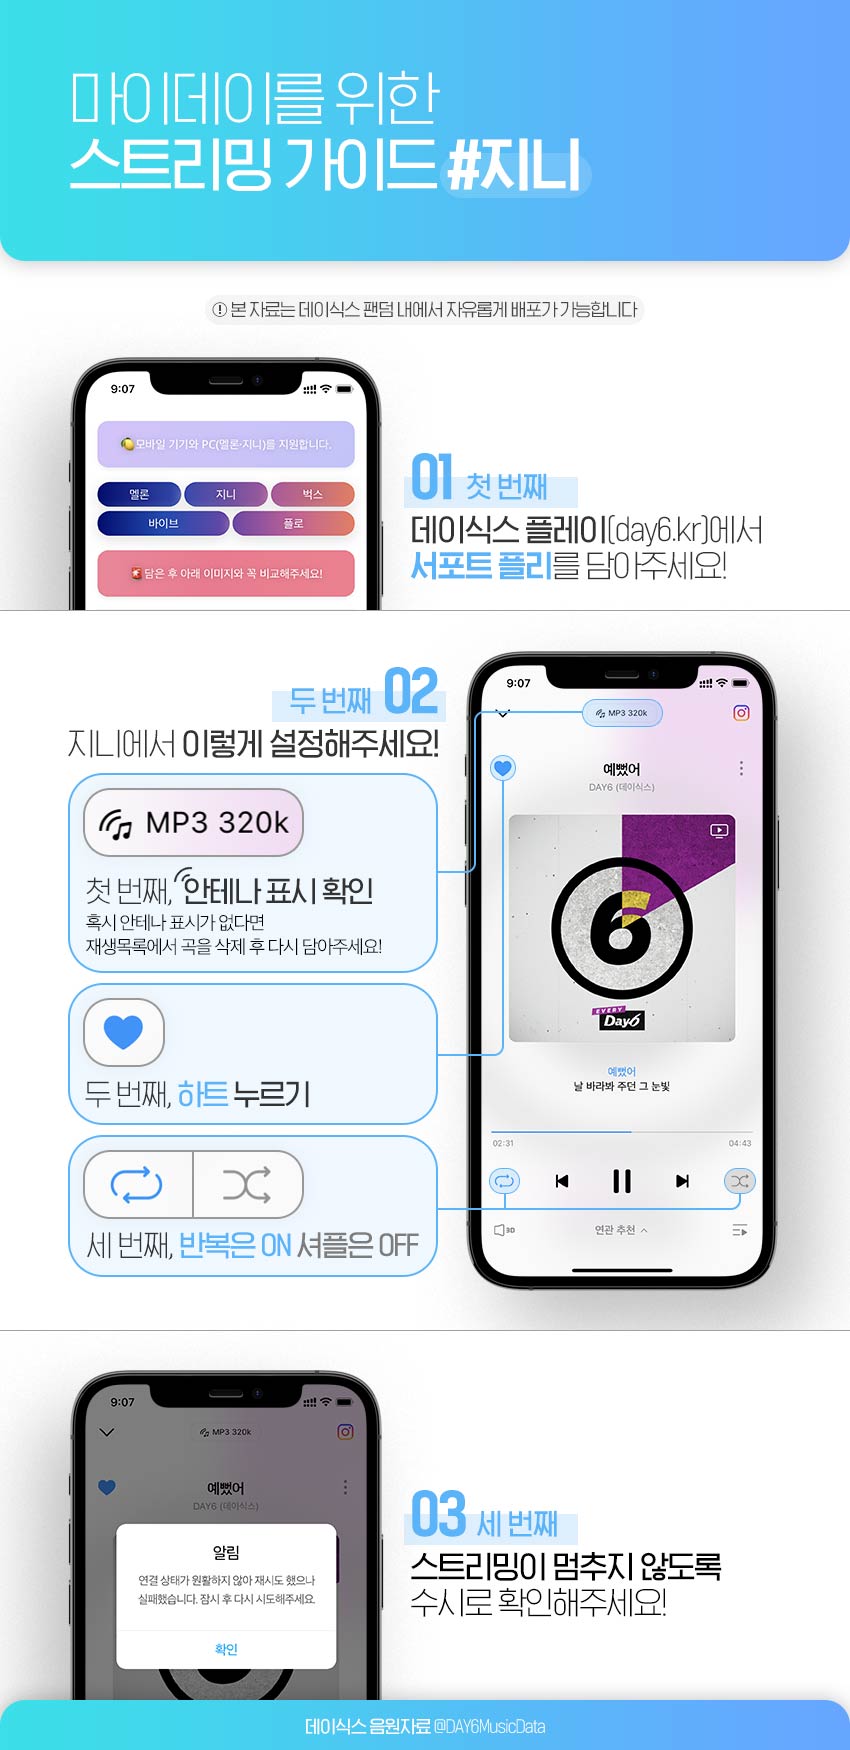 마이데이를 위한
스트리밍 가이드 #지니
! 본 자료는 데이식스 팬덤 내에서 자유롭게 배포가 가능합니다
9:07
🍋모바일 기기와 PC(멜론·지니)를 지원합니다.
멜론 지니 벅스
바이브 플로
🚨담은 후 아래 이미지와 꼭 비교해주세요!
01 첫 번째
데이식스 플레이(day6.kr)에서
서포트 플리를 담아주세요!
두 번째 02
지니에서 이렇게 설정해주세요!
MP3 320k
첫 번째, 안테나 표시 확인
혹시 안테나 표시가 없다면
재생목록에서 곡을 삭제 후 다시 담아주세요!
두 번째, 하트 누르기
세 번째, 반복은 ON 셔플은 OFF
9:07
MP3 320k
예뻤어
DAY6 (데이식스)
6
EVERY
Day6
예뻤어
날 바라봐 주던 그 눈빛
02:31 04:43
3D 연관 추천
9:07
MP3 320k
예뻤어
DAY6 (데이식스)
알림
연결 상태가 원활하지 않아 재시도 했으나
실패했습니다. 잠시 후 다시 시도해주세요.
확인
03 세 번째
스트리밍이 멈추지 않도록
수시로 확인해주세요!
데이식스 음원자료 @DAY6MusicData